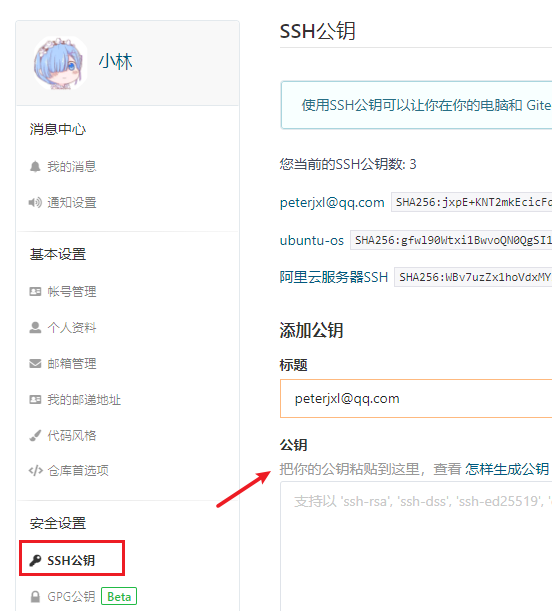 小林
消息中心
我的消息
通知设置
基本设置
帐号管理
个人资料
邮箱管理
我的邮递地址
代码风格
仓库首选项
安全设置
SSH公钥
GPG公钥 Beta
SSH公钥
使用SSH公钥可以让你在你的电脑和 Gite
您当前的SSH公钥数: 3
peterjxl@qq.com SHA256:jxpE+KNT2mkEcicFc
ubuntu-os SHA256:gfwl90Wtxi1BwvoQN0QgSI1
阿里云服务器SSH SHA256:WBv7uzZx1hoVdxMY
添加公钥
标题
peterjxl@qq.com
公钥
把你的公钥粘贴到这里，查看 怎样生成公钥
支持以 'ssh-rsa', 'ssh-dss', 'ssh-ed25519', '